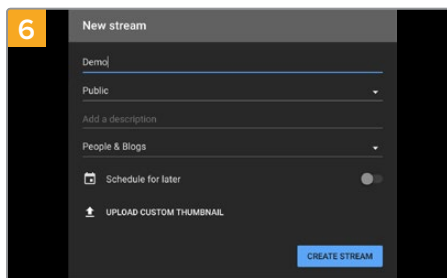 6
New stream
Demo
Public
Add a description
People & Blogs
Schedule for later
UPLOAD CUSTOM THUMBNAIL
CREATE STREAM